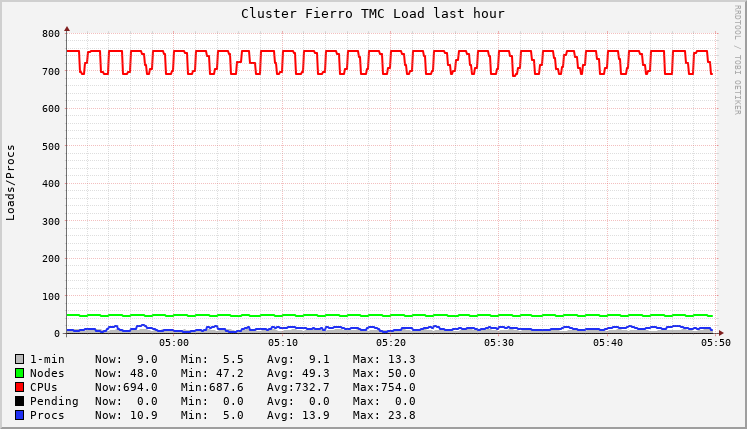 Cluster Fierro TMC Load last hour
RRDTOOL / TOBI OETIKER
Loads/Procs
800
700
600
500
400
300
200
100
0
05:00 05:10 05:20 05:30 05:40 05:50
1-min Now: 9.0 Min: 5.5 Avg: 9.1 Max: 13.3
Nodes Now: 48.0 Min: 47.2 Avg: 49.3 Max: 50.0
CPUs Now:694.0 Min:687.6 Avg:732.7 Max:754.0
Pending Now: 0.0 Min: 0.0 Avg: 0.0 Max: 0.0
Procs Now: 10.9 Min: 5.0 Avg: 13.9 Max: 23.8